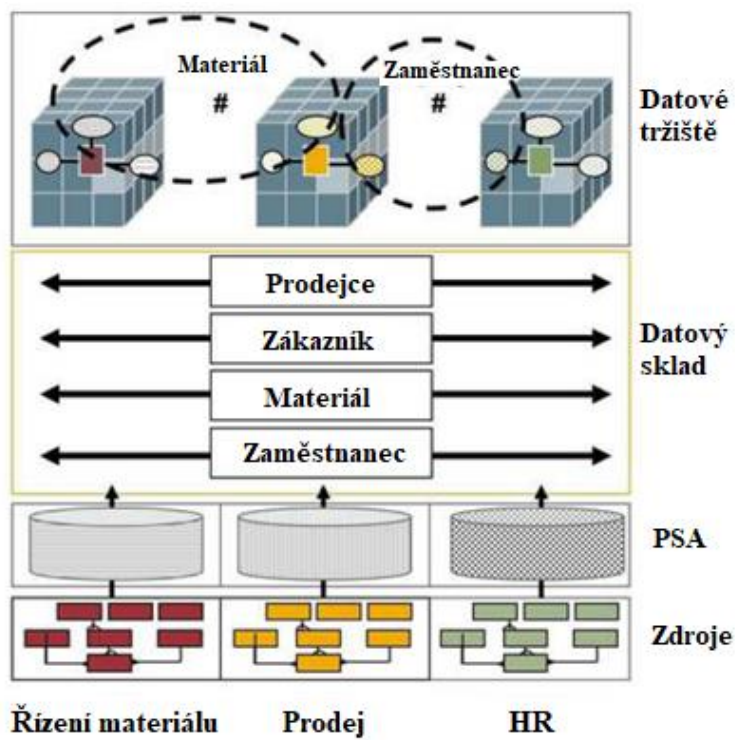 Materiál
#
Zaměstnanec
#
Datové
tržiště
Prodejce
Zákazník
Materiál
Zaměstnanec
Datový
sklad
PSA
Zdroje
Řízení materiálu
Prodej
HR